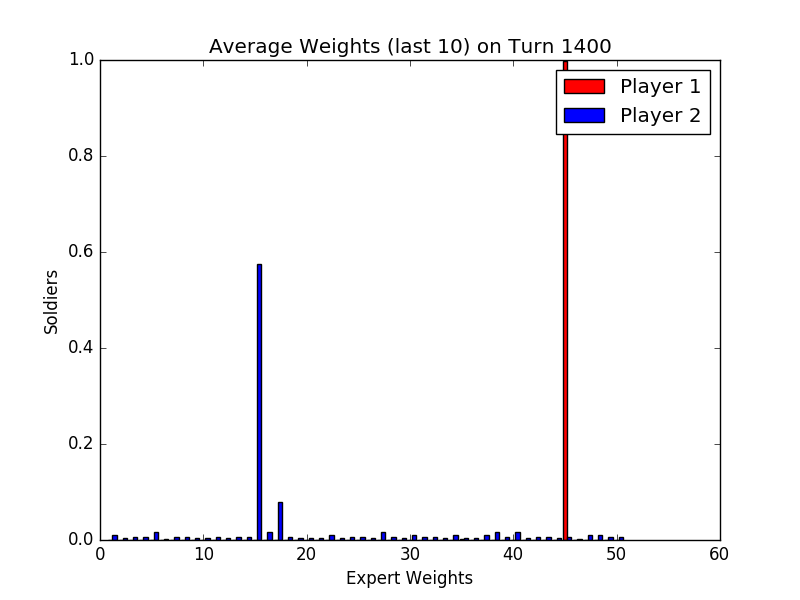 Average Weights (last 10) on Turn 1400
1.0
Player 1
Player 2
0.8
0.6
Soldiers
0.4
0.2
0.0
0 10 20 30 40 50 60
Expert Weights